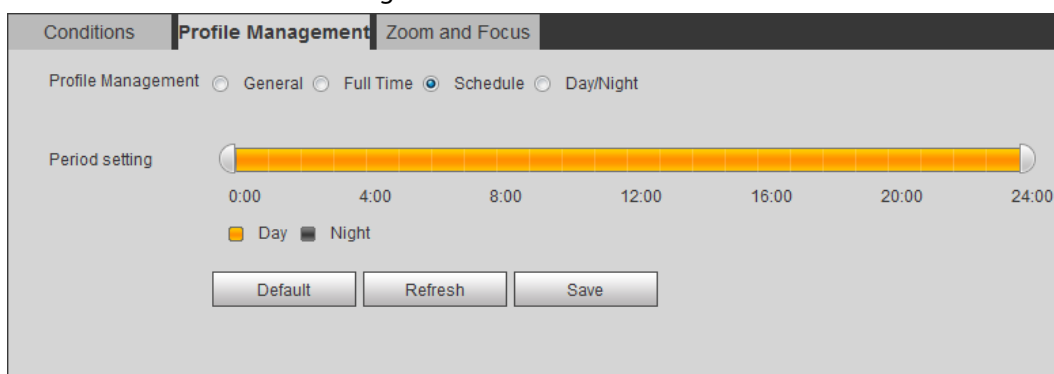 Conditions Profile Management Zoom and Focus
Profile Management General Full Time Schedule Day/Night
Period setting
0:00 4:00 8:00 12:00 16:00 20:00 24:00
Day Night
Default Refresh Save